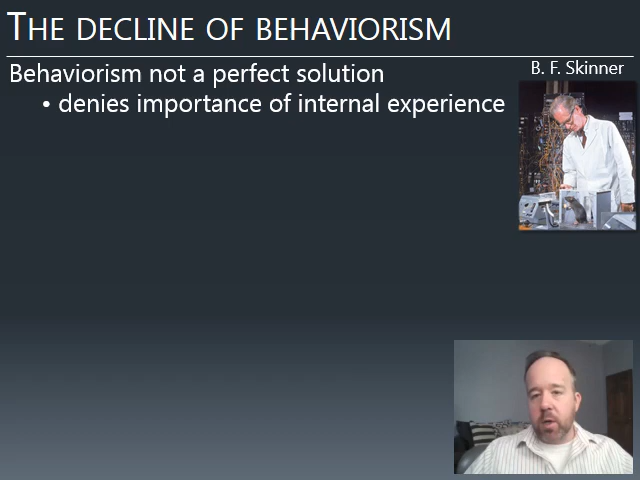 THE DECLINE OF BEHAVIORISM
B. F. Skinner
Behaviorism not a perfect solution
• denies importance of internal experience